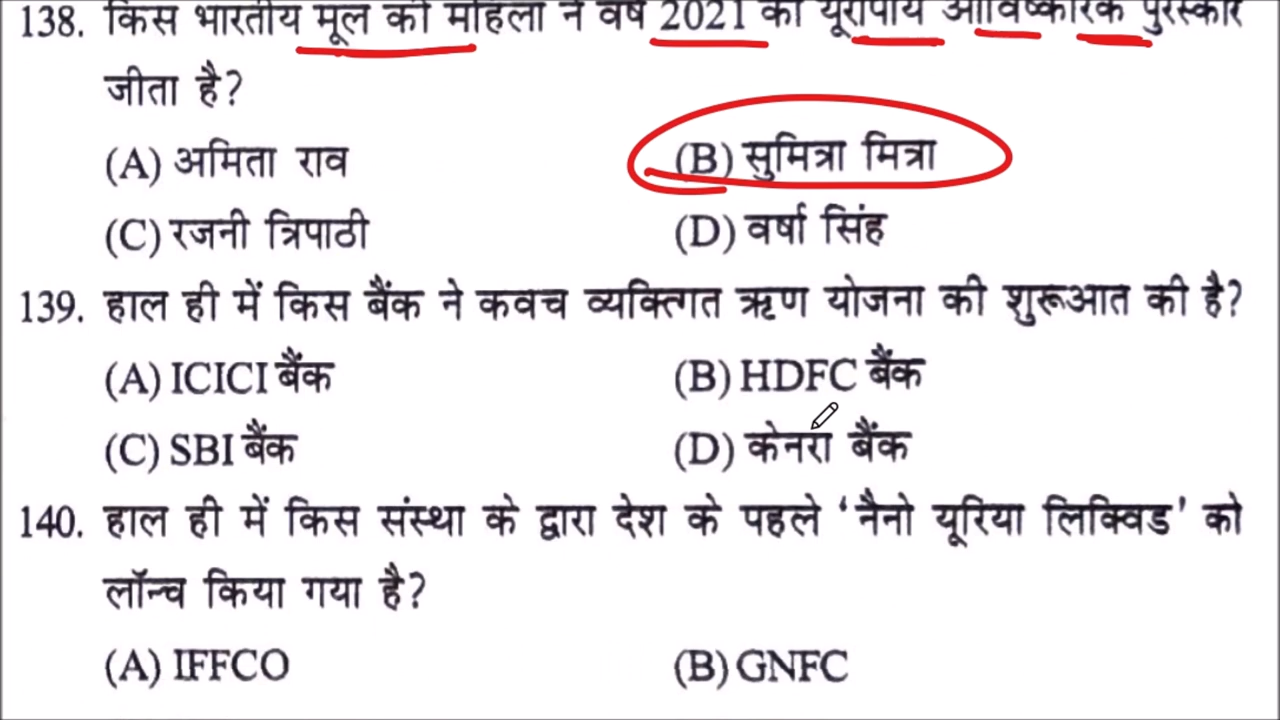 138. किस भारतीय मूल की महिला ने वर्ष 2021 का यूरोपीय आविष्कारक पुरस्कार
जीता है?
(A) अमिता राव (B) सुमित्रा मित्रा
(C) रजनी त्रिपाठी (D) वर्षा सिंह
139. हाल ही में किस बैंक ने कवच व्यक्तिगत ऋण योजना की शुरूआत की है?
(A) ICICI बैंक (B) HDFC बैंक
(C) SBI बैंक (D) केनरा बैंक
140. हाल ही में किस संस्था के द्वारा देश के पहले ‘नैनो यूरिया लिक्विड’ को
लॉन्च किया गया है?
(A) IFFCO (B) GNFC